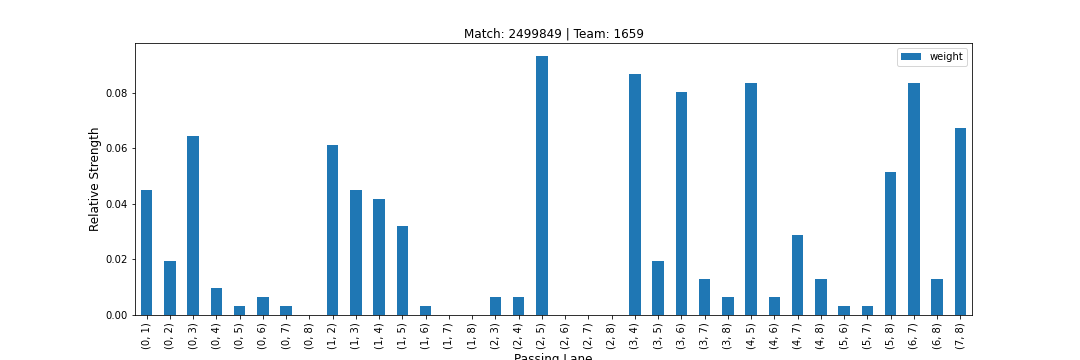 Match: 2499849 | Team: 1659
weight
Relative Strength
0.08
0.06
0.04
0.02
0.00
(0, 1) (0, 2) (0, 3) (0, 4) (0, 5) (0, 6) (0, 7) (0, 8) (1, 2) (1, 3) (1, 4) (1, 5) (1, 6) (1, 7) (1, 8) (2, 3) (2, 4) (2, 5) (2, 6) (2, 7) (2, 8) (3, 4) (3, 5) (3, 6) (3, 7) (3, 8) (4, 5) (4, 6) (4, 7) (4, 8) (5, 6) (5, 7) (5, 8) (6, 7) (6, 8) (7, 8)
Passing Lane